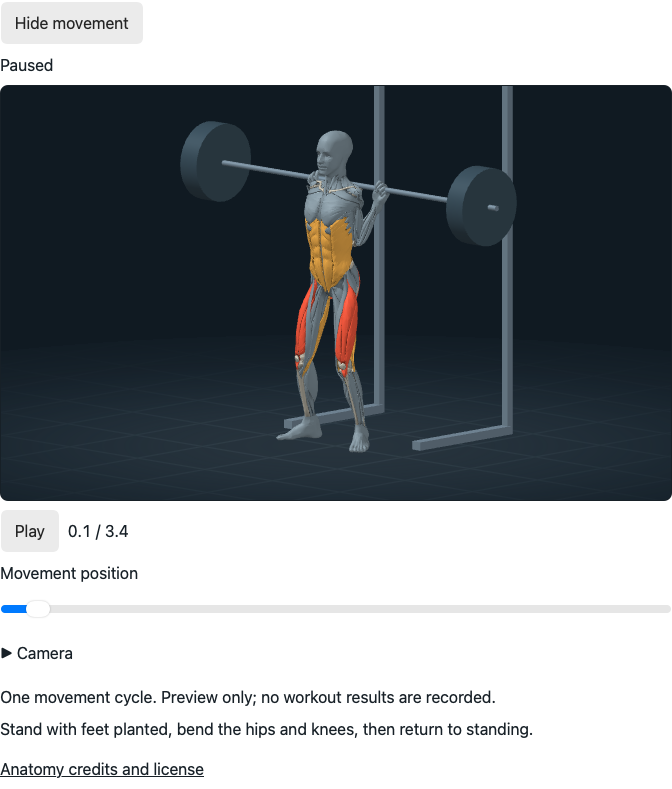 Hide movement
Paused
Play 0.1 / 3.4
Movement position
Camera
One movement cycle. Preview only; no workout results are recorded.
Stand with feet planted, bend the hips and knees, then return to standing.
Anatomy credits and license